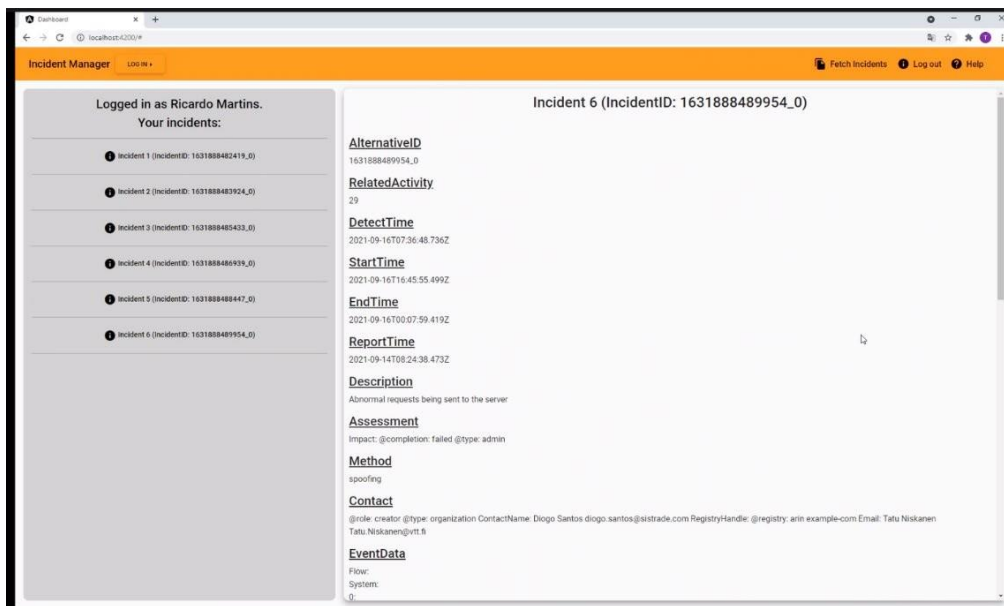 Dashboard
localhost:4200/#
Incident Manager
LOG IN
Fetch Incidents
Log out
Help
Logged in as Ricardo Martins.
Your incidents:
Incident 1 (IncidentID: 1631888482419_0)
Incident 2 (IncidentID: 1631888483924_0)
Incident 3 (IncidentID: 1631888485433_0)
Incident 4 (IncidentID: 1631888486939_0)
Incident 5 (IncidentID: 1631888488447_0)
Incident 6 (IncidentID: 1631888489954_0)
Incident 6 (IncidentID: 1631888489954_0)
AlternativeID
1631888489954_0
RelatedActivity
29
DetectTime
2021-09-16T07:36:48.736Z
StartTime
2021-09-16T16:45:55.499Z
EndTime
2021-09-16T00:07:59.419Z
ReportTime
2021-09-14T08:24:38.473Z
Description
Abnormal requests being sent to the server
Assessment
Impact: @completion: failed @type: admin
Method
spoofing
Contact
@role: creator @type: organization ContactName: Diogo Santos diogo.santos@sistrade.com RegistryHandle: @registry: arin example-com Email: Tatu Niskanen
Tatu.Niskanen@vtt.fi
EventData
Flow:
System:
0: